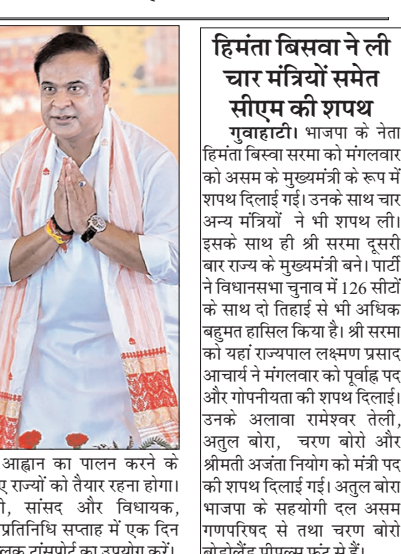 हिमंता बिसवा ने ली
चार मंत्रियों समेत
सीएम की शपथ
गुवाहाटी। भाजपा के नेता
हिमंता बिस्वा सरमा को मंगलवार
को असम के मुख्यमंत्री के रूप में
शपथ दिलाई गई। उनके साथ चार
अन्य मंत्रियों ने भी शपथ ली।
इसके साथ ही श्री सरमा दूसरी
बार राज्य के मुख्यमंत्री बने। पार्टी
ने विधानसभा चुनाव में 126 सीटों
के साथ दो तिहाई से भी अधिक
बहुमत हासिल किया है। श्री सरमा
को यहां राज्यपाल लक्ष्मण प्रसाद
आचार्य ने मंगलवार को पूर्वाह्न पद
और गोपनीयता की शपथ दिलाई।
उनके अलावा रामेश्वर तेली,
अतुल बोरा, चरण बोरो और
श्रीमती अजंता नियोग को मंत्री पद
की शपथ दिलाई गई। अतुल बोरा
भाजपा के सहयोगी दल असम
गणपरिषद से तथा चरण बोरो
बोडोलैंड पीपुल्स फ्रंट से हैं।
आह्वान का पालन करने के
राज्यों को तैयार रहना होगा।
सांसद और विधायक,
प्रतिनिधि सप्ताह में एक दिन
ट्रांसपोर्ट का उपयोग करें।